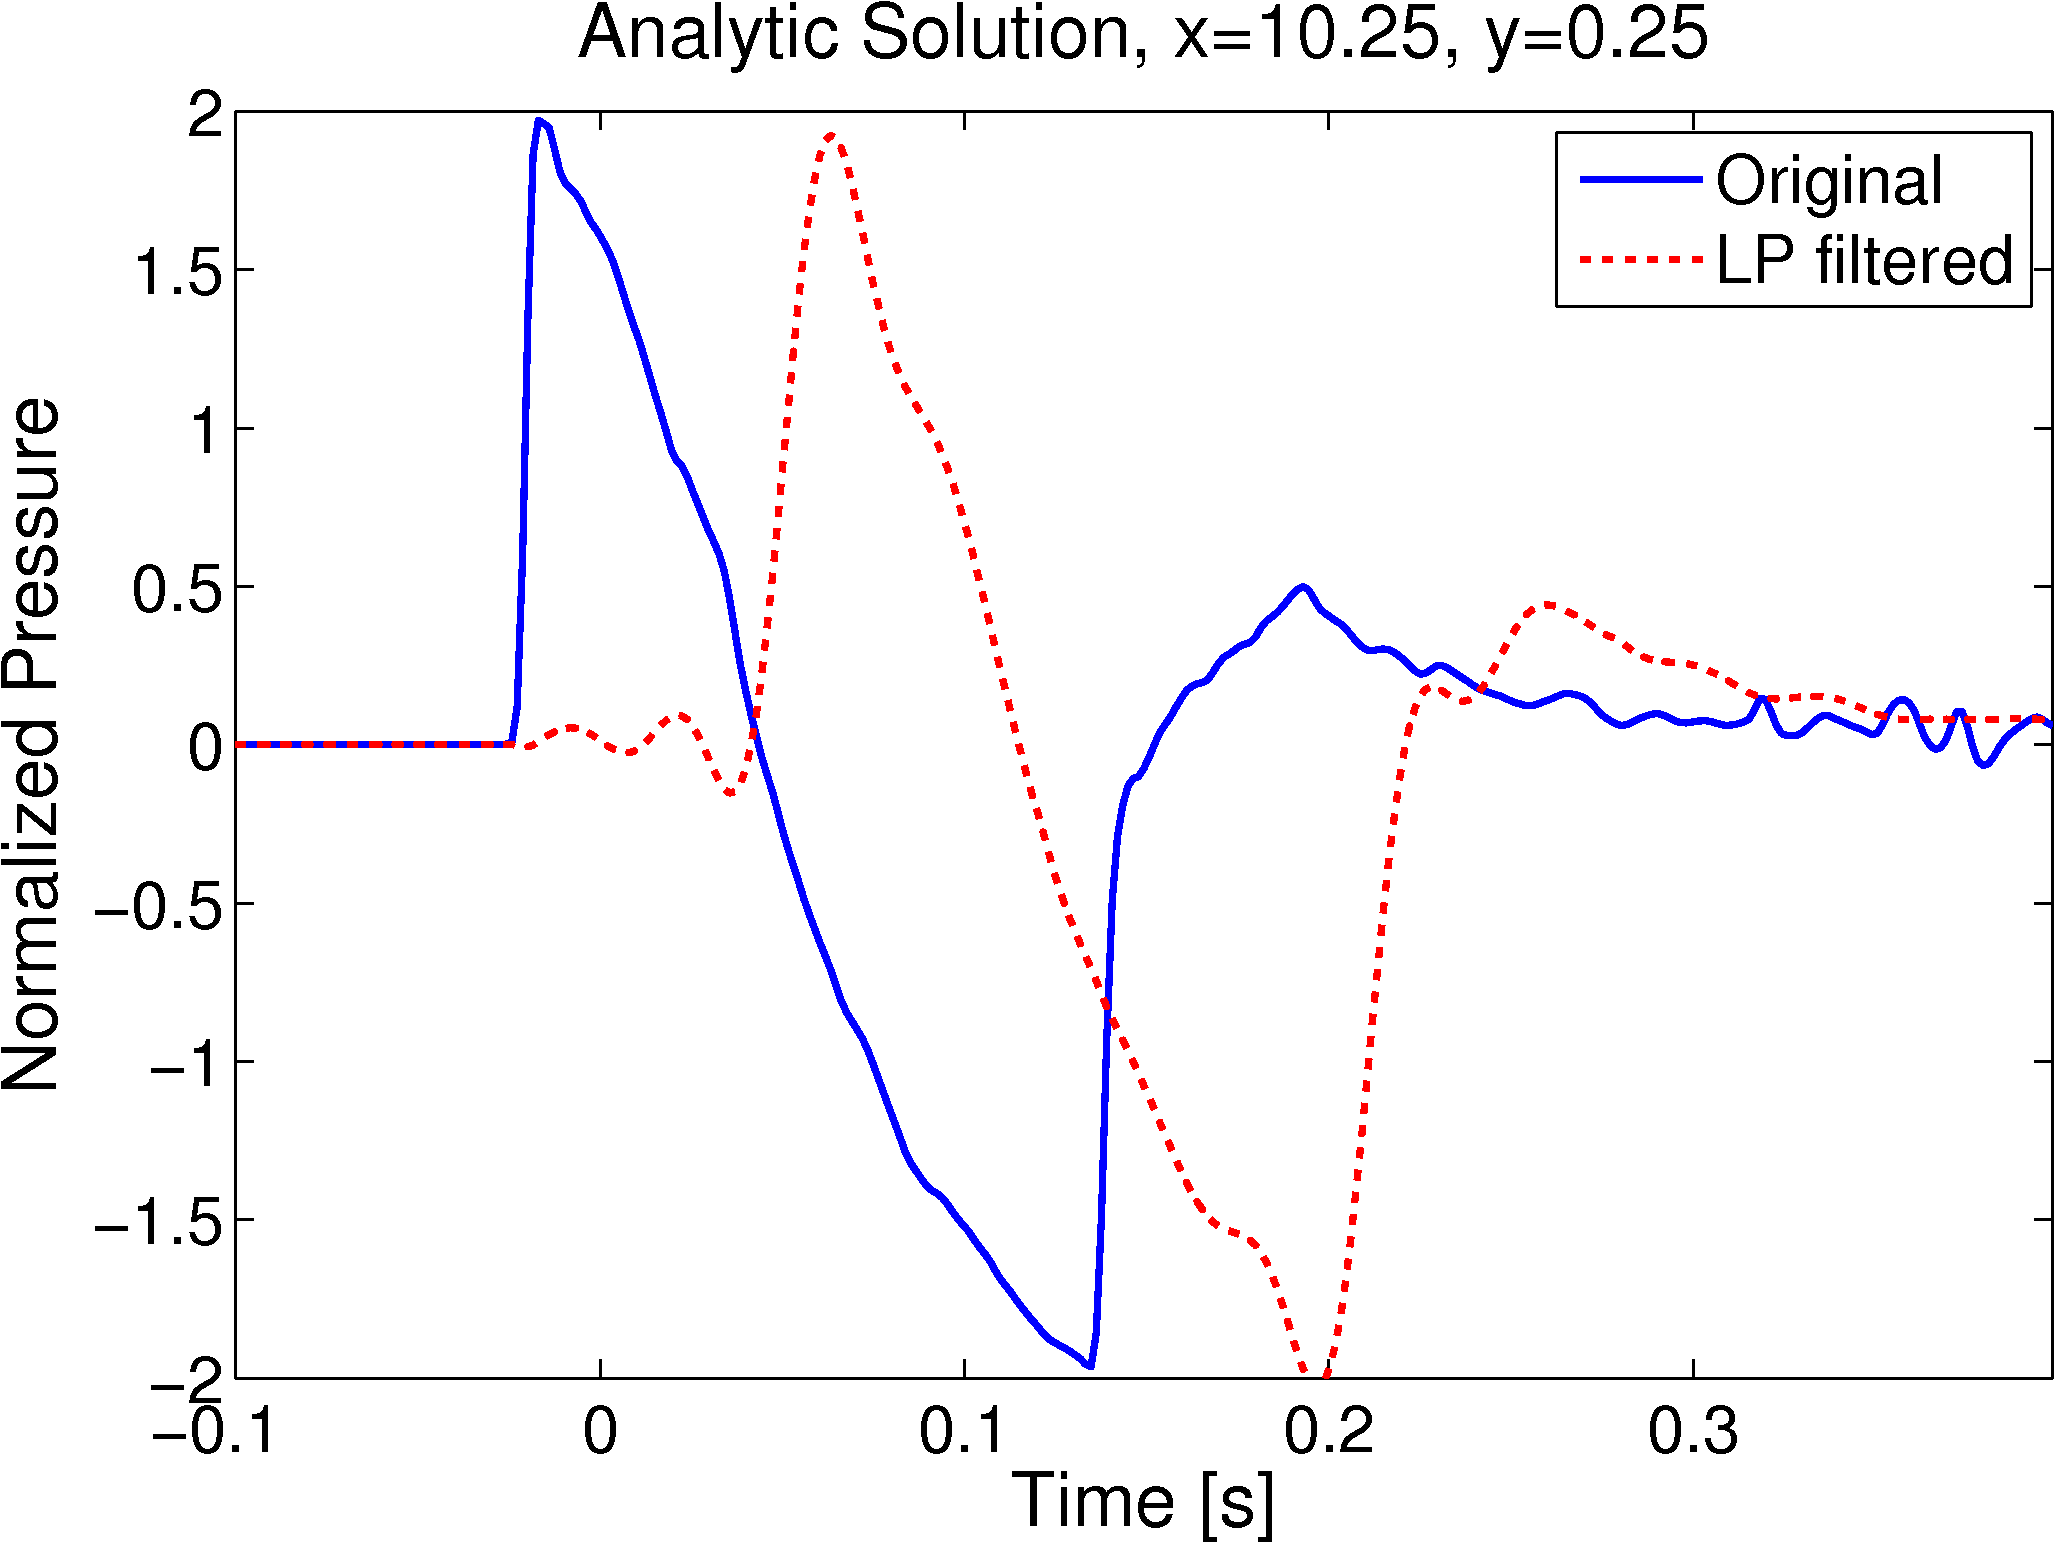 Analytic Solution, x=10.25, y=0.25
2
1.5
1
0.5
0
−0.5
−1
−1.5
−2
Normalized Pressure
Original
LP filtered
−0.1 0 0.1 0.2 0.3
Time [s]